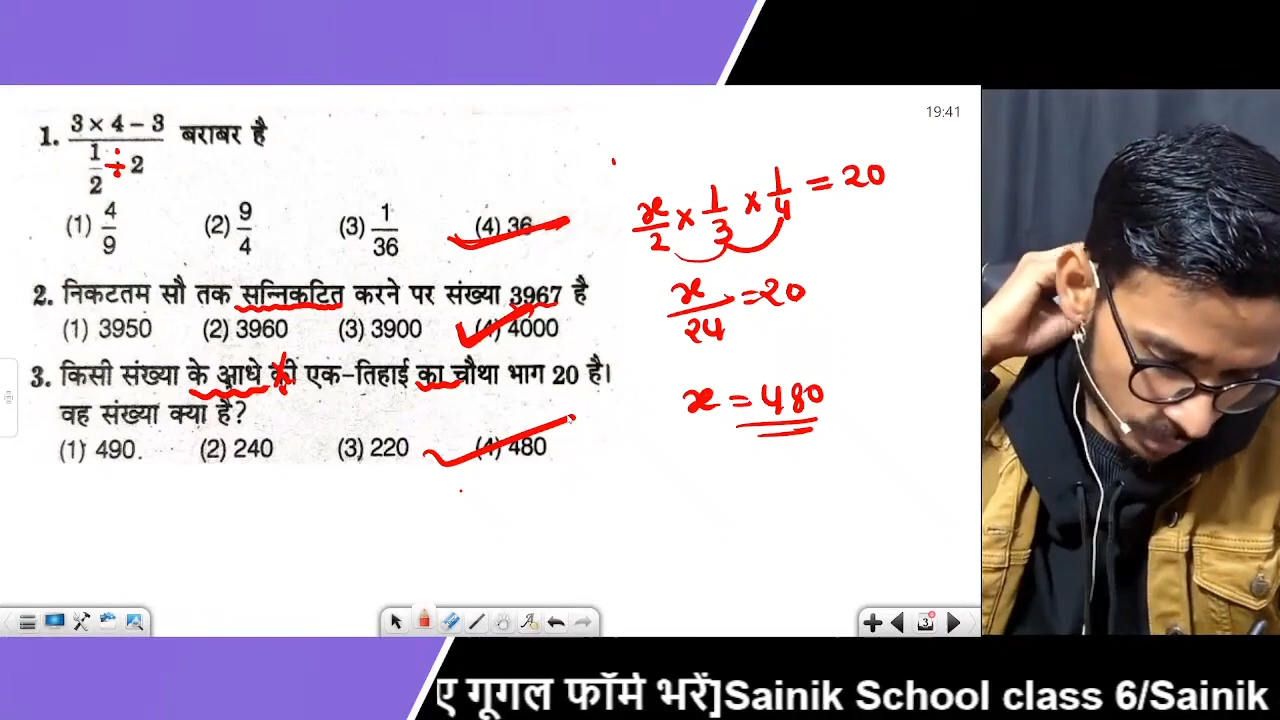 19:41
1. 3 × 4 – 3 / 1/2 ÷ 2 बराबर है
(1) 4/9 (2) 9/4 (3) 1/36 (4) 36
2. निकटतम सौ तक सन्निकटित करने पर संख्या 3967 है
(1) 3950 (2) 3960 (3) 3900 (4) 4000
3. किसी संख्या के आधे की एक-तिहाई का चौथा भाग 20 है।
वह संख्या क्या है?
(1) 490. (2) 240 (3) 220 (4) 480
x/2 × 1/3 × 1/4 = 20
x/24 = 20
x = 480
3
ए गूगल फॉर्म भरें]Sainik School class 6/Sainik